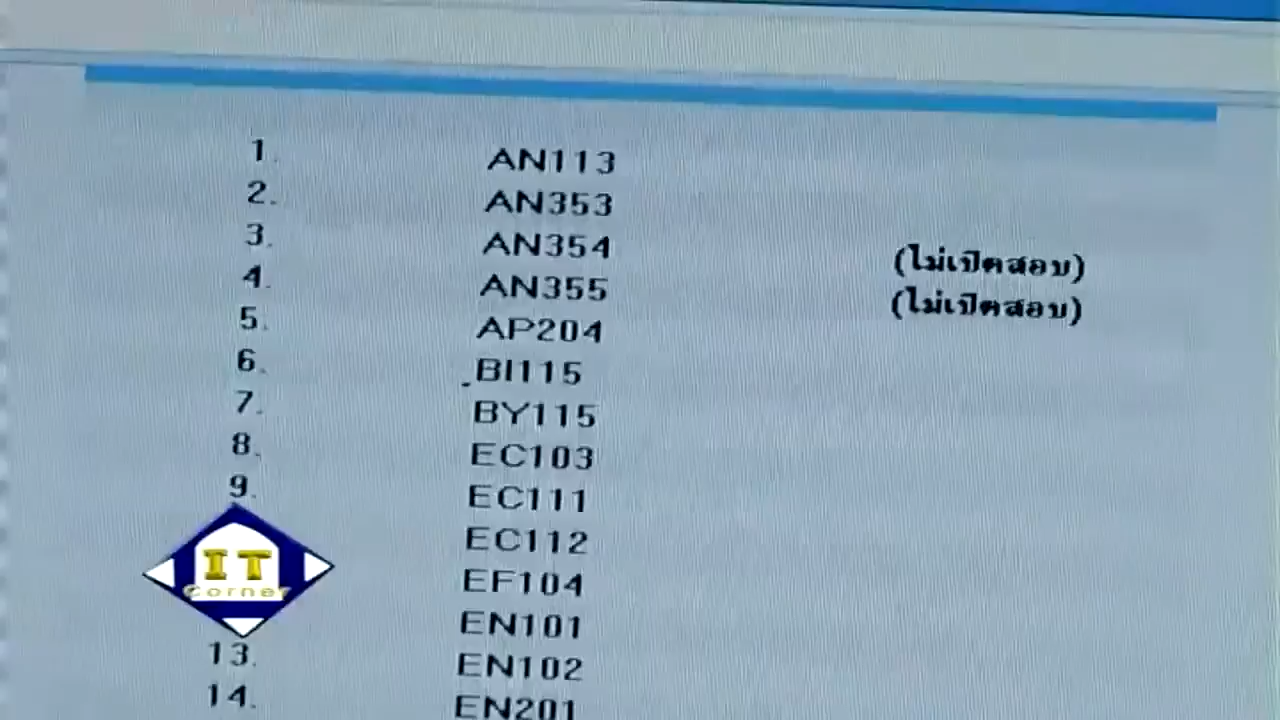 1. AN113
2. AN353
3. AN354 (ไม่เปิดสอบ)
4. AN355 (ไม่เปิดสอบ)
5. AP204
6. BI115
7. BY115
8. EC103
9. EC111
EC112
EF104
EN101
13. EN102
14. EN201
IT
Corner